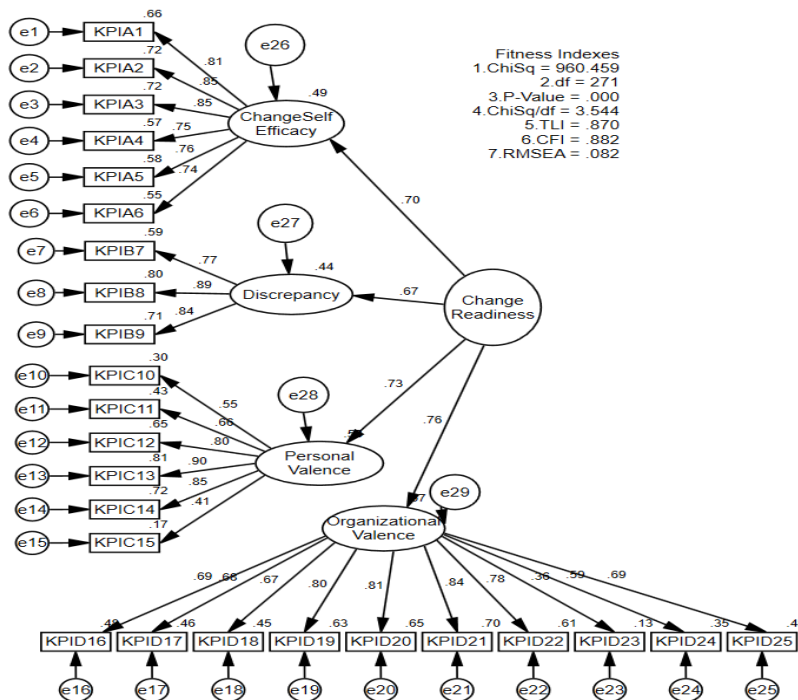 Fitness Indexes
1.ChiSq = 960.459
2.df = 271
3.P-Value = .000
4.ChiSq/df = 3.544
5.TLI = .870
6.CFI = .882
7.RMSEA = .082
e1
KPIA1
.66
.81
e2
KPIA2
.72
.85
e3
KPIA3
.72
.85
e4
KPIA4
.57
.75
e5
KPIA5
.58
.76
e6
KPIA6
.55
.74
e26
.49
ChangeSelf
Efficacy
.70
e7
KPIB7
.59
.77
e8
KPIB8
.80
.89
e9
KPIB9
.71
.84
e27
.44
Discrepancy
.67
Change
Readiness
e10
KPIC10
.30
.55
e11
KPIC11
.43
.66
e12
KPIC12
.65
.80
e13
KPIC13
.81
.90
e14
KPIC14
.72
.85
e15
KPIC15
.17
.41
e28
Personal
Valence
.73
.76
e29
Organizational
Valence
.69
.68
.67
.80
.81
.84
.78
.36
.59
.69
KPID16
.46
KPID17
.45
KPID18
.63
KPID19
.65
KPID20
.70
KPID21
.61
KPID22
.13
KPID23
.35
KPID24
KPID25
e16
e17
e18
e19
e20
e21
e22
e23
e24
e25